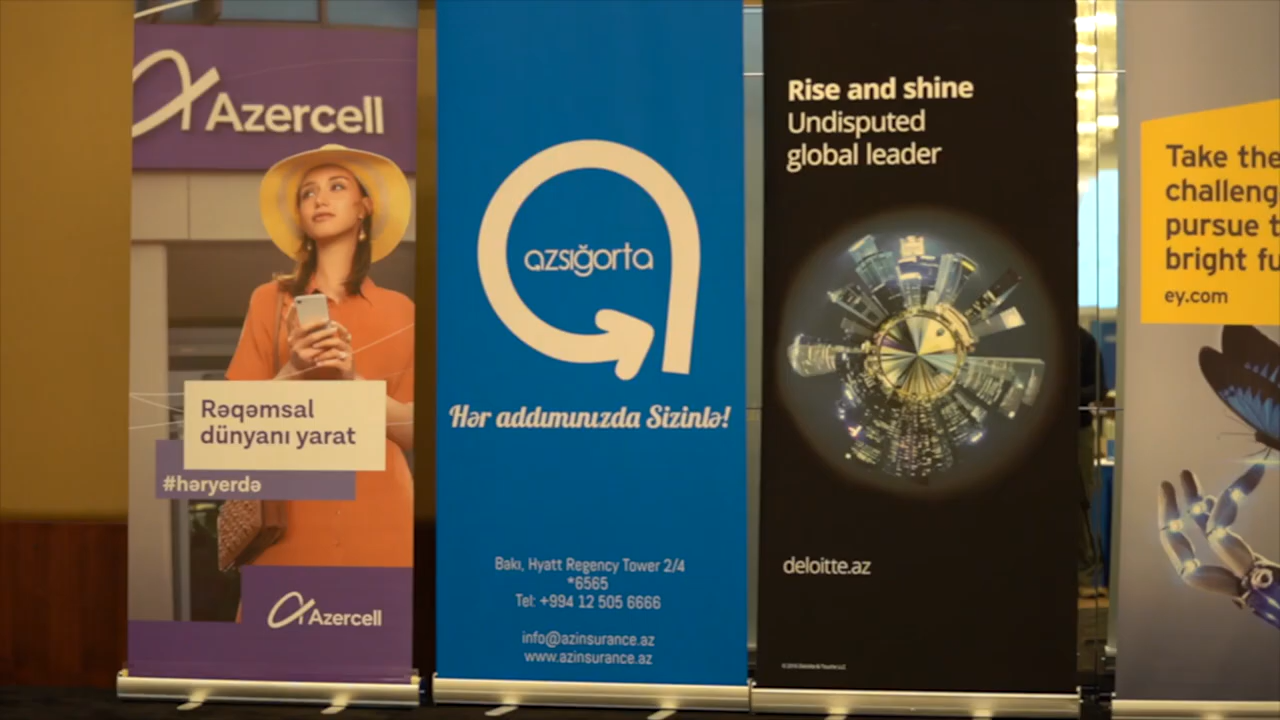 Azercell
Rəqəmsal
dünyanı yarat
#həryerdə
Azercell
azsığorta
Hər addımınızda Sizinlə!
Bakı, Hyatt Regency Tower 2/4
*6565
Tel: +994 12 505 6666
info@azinsurance.az
www.azinsurance.az
Rise and shine
Undisputed
global leader
deloitte.az
Take the
challeng
pursue t
bright fu
ey.com